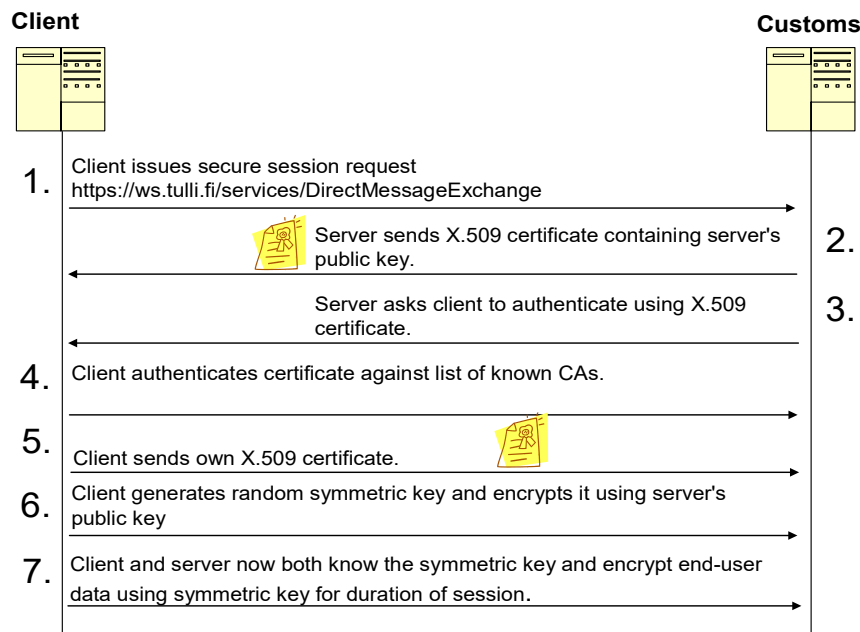 Client
Customs
1.
Client issues secure session request
https://ws.tulli.fi/services/DirectMessageExchange
Server sends X.509 certificate containing server's
public key.
2.
Server asks client to authenticate using X.509
certificate.
3.
4.
Client authenticates certificate against list of known CAs.
5.
Client sends own X.509 certificate.
6.
Client generates random symmetric key and encrypts it using server's
public key
7.
Client and server now both know the symmetric key and encrypt end-user
data using symmetric key for duration of session.